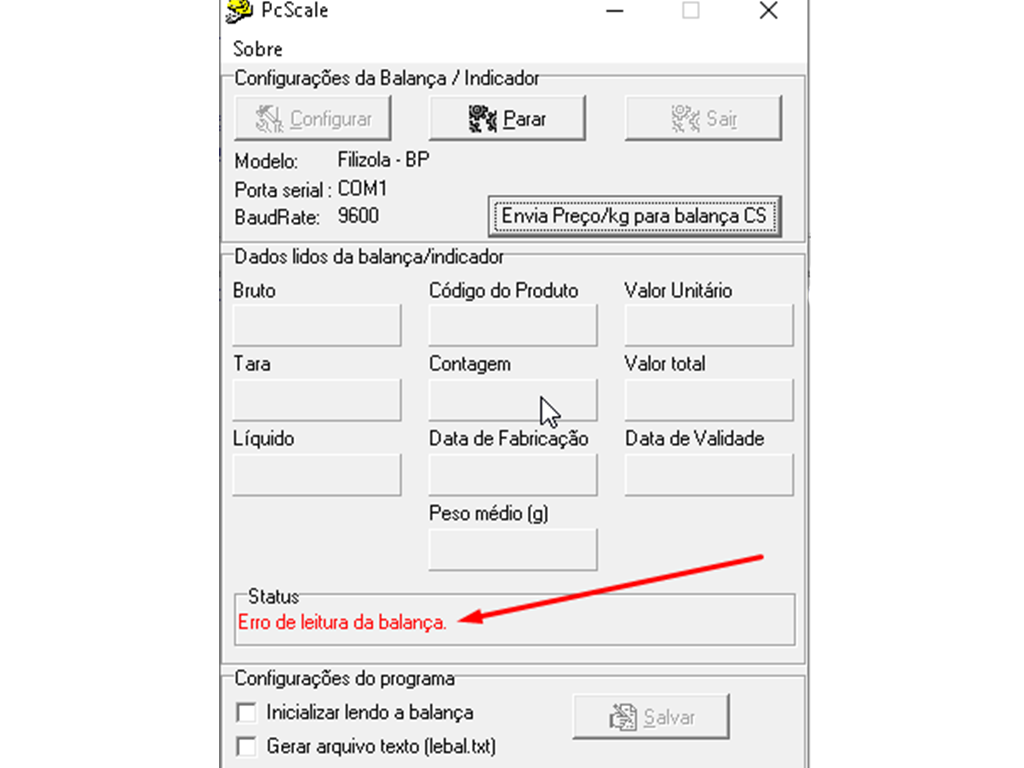 PcScale
Sobre
Configurações da Balança / Indicador
Configurar Parar Sair
Modelo: Filizola - BP
Porta serial : COM1
BaudRate: 9600
Envia Preço/kg para balança CS
Dados lidos da balança/indicador
Bruto Código do Produto Valor Unitário
Tara Contagem Valor total
Líquido Data de Fabricação Data de Validade
Peso médio (g)
Status
Erro de leitura da balança.
Configurações do programa
Inicializar lendo a balança
Salvar
Gerar arquivo texto (lebal.txt)